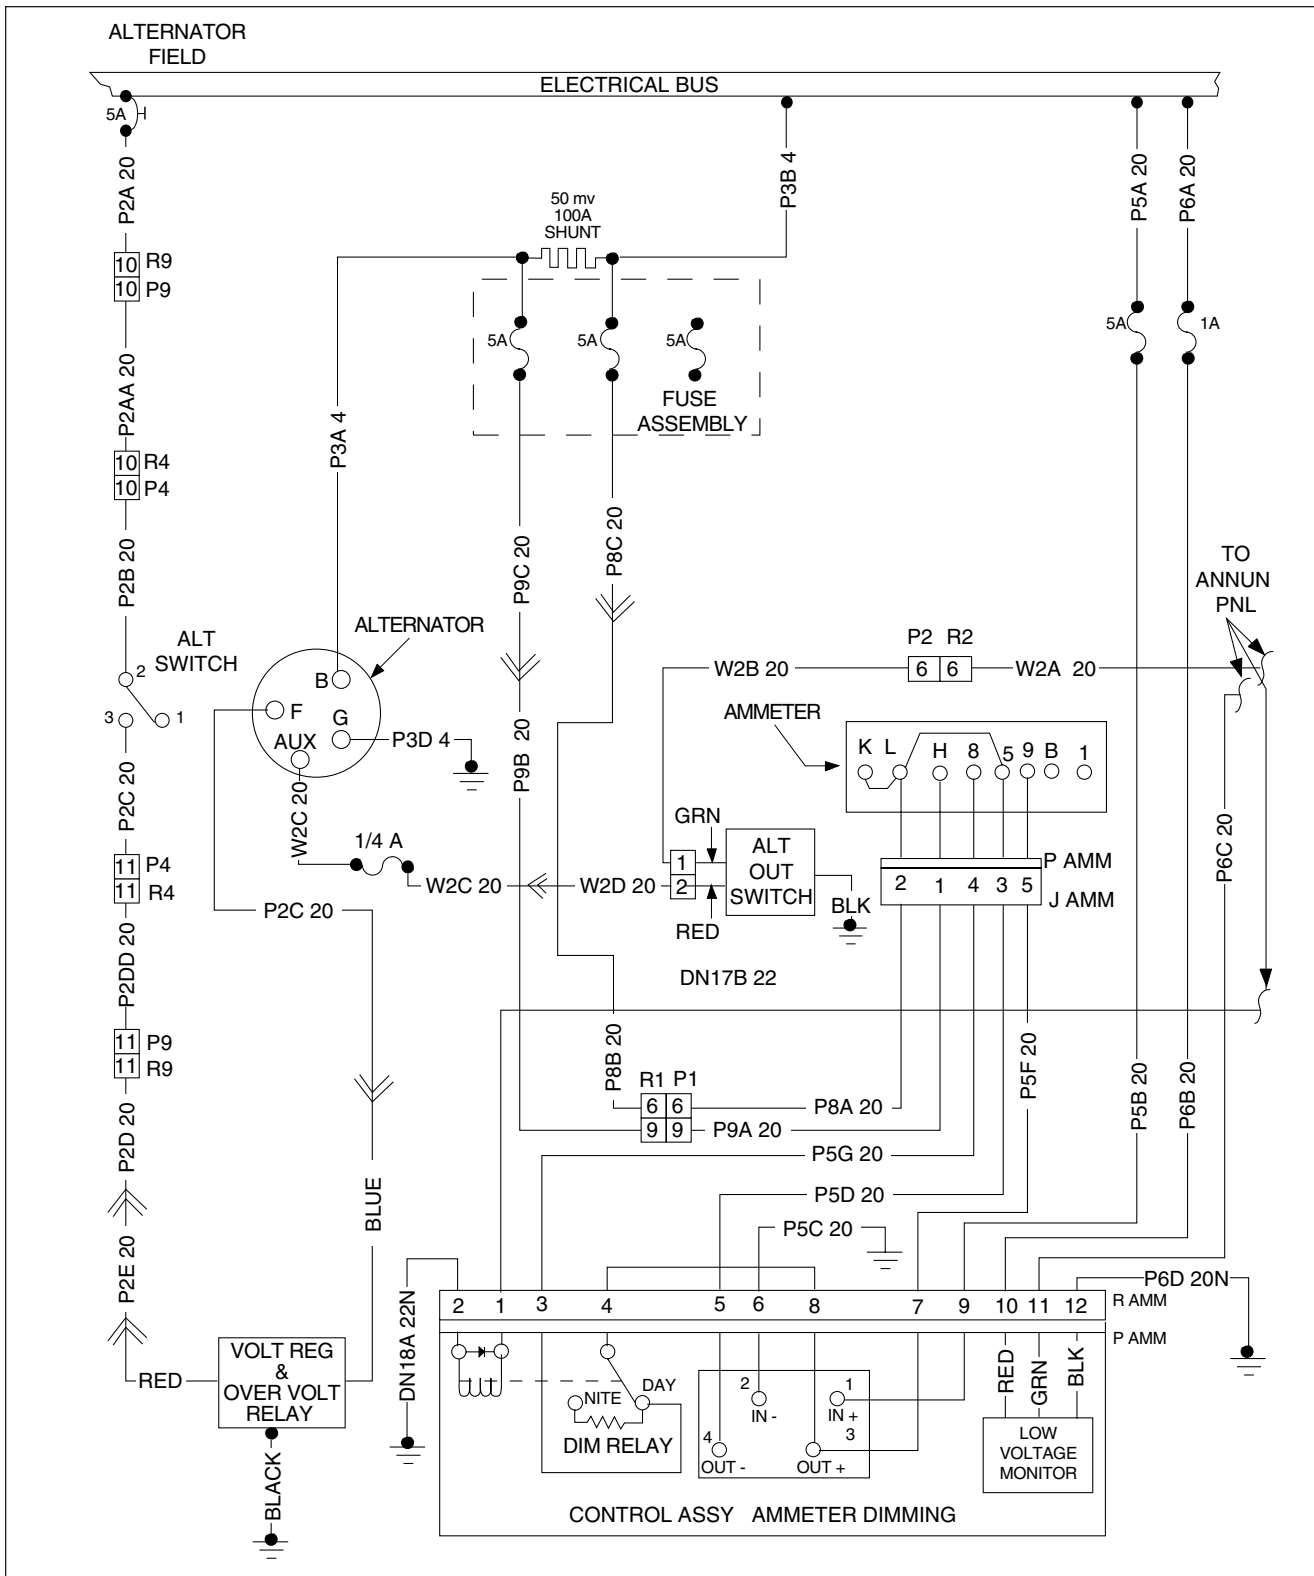 ALTERNATOR
FIELD
ELECTRICAL BUS
5A
P2A 20
10 R9
10 P9
P2AA 20
10 R4
10 P4
P2B 20
ALT
SWITCH
2
3
1
P2C 20
11 P4
11 R4
P2DD 20
11 P9
11 R9
P2D 20
P2E 20
RED
VOLT REG
&
OVER VOLT
RELAY
BLACK
BLUE
P2C 20
50 mv
100A
SHUNT
P3B 4
5A
5A
5A
FUSE
ASSEMBLY
P3A 4
P9C 20
P8C 20
ALTERNATOR
B
F
G
AUX
P3D 4
W2C 20
1/4 A
W2C 20
W2D 20
P9B 20
P5A 20
P6A 20
5A
1A
TO
ANNUN
PNL
P2 R2
W2B 20
6 6
W2A 20
AMMETER
K L H 8 5 9 B 1
GRN
1
2
ALT
OUT
SWITCH
RED
BLK
P AMM
2 1 4 3 5
J AMM
DN17B 22
P6C 20
P8B 20
P5F 20
P5B 20
P6B 20
R1 P1
6 6
P8A 20
9 9
P9A 20
P5G 20
P5D 20
P5C 20
P6D 20N
DN18A 22N
2 1 3 4 5 6 8 7 9 10 11 12
R AMM
P AMM
NITE
DAY
DIM RELAY
2
IN -
1
IN +
4
OUT -
3
OUT +
RED
GRN
BLK
LOW
VOLTAGE
MONITOR
CONTROL ASSY AMMETER DIMMING